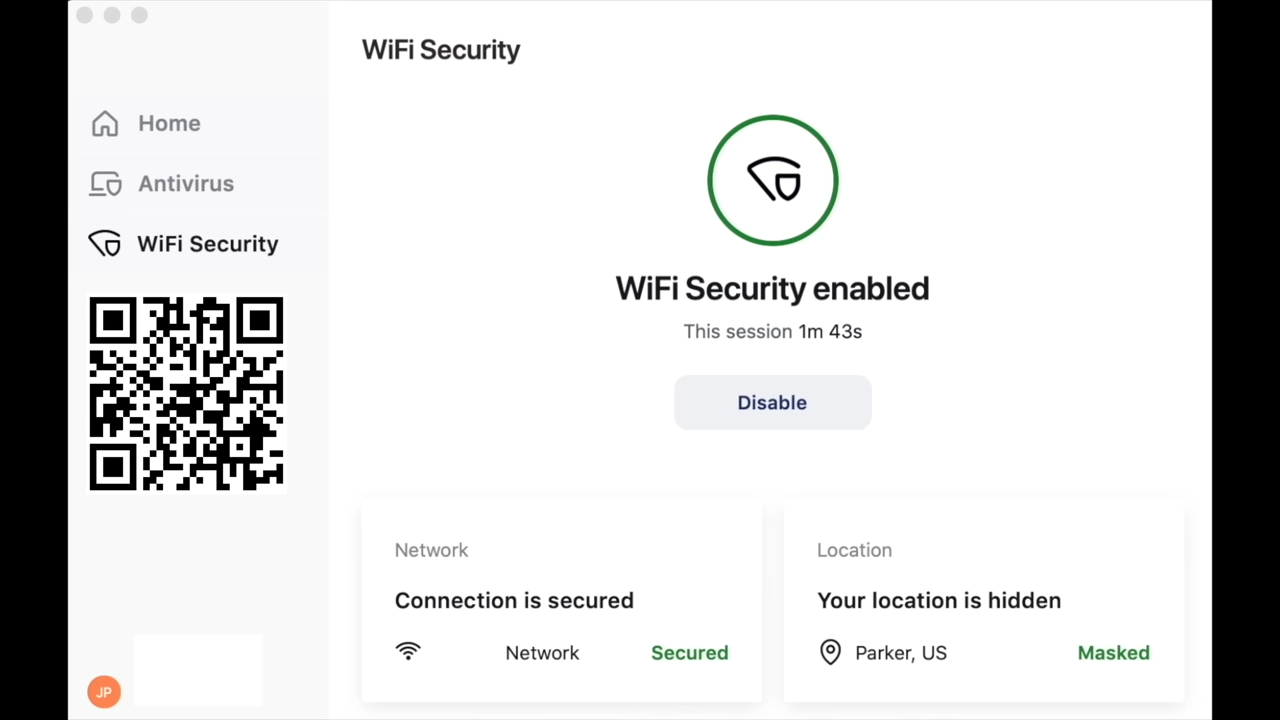 WiFi Security
Home
Antivirus
WiFi Security
WiFi Security enabled
This session 1m 43s
Disable
Network
Connection is secured
Network Secured
Location
Your location is hidden
Parker, US Masked
JP